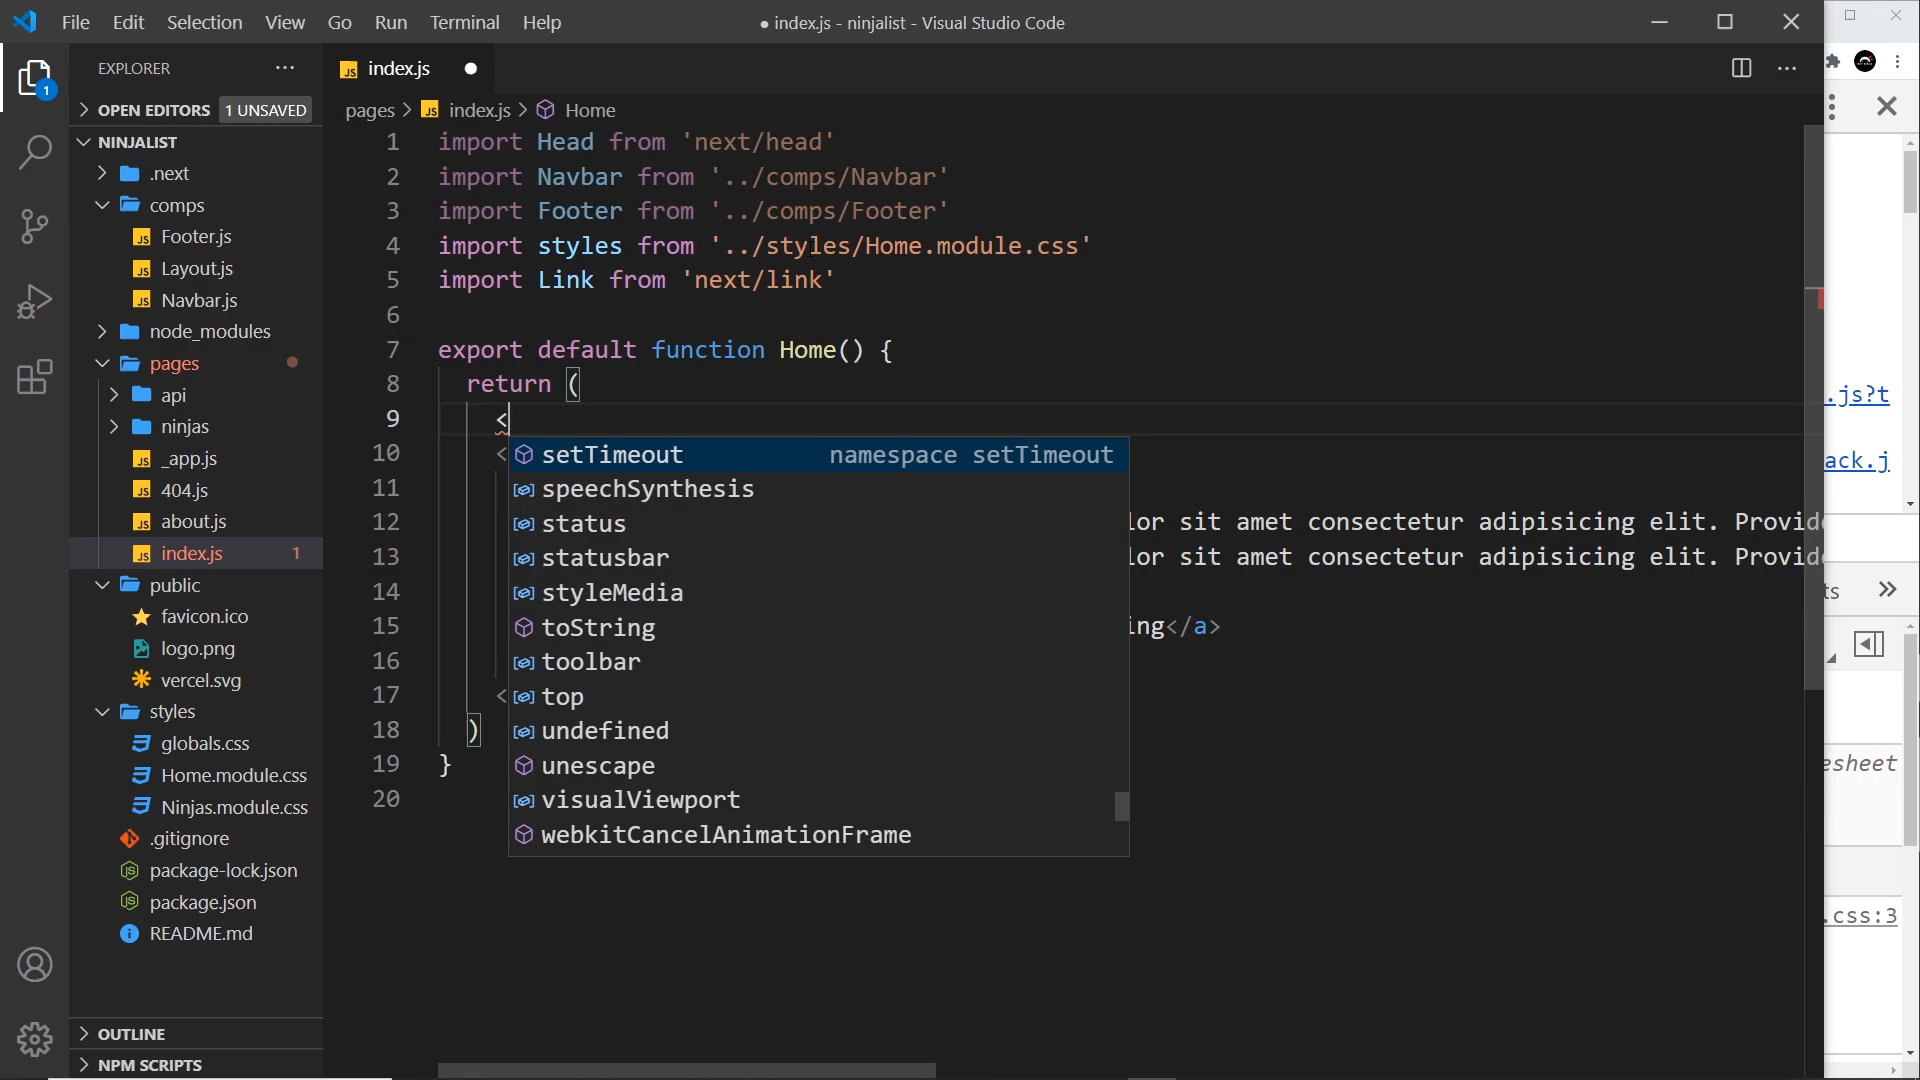 File Edit Selection View Go Run Terminal Help
● index.js - ninjalist - Visual Studio Code
EXPLORER
OPEN EDITORS 1 UNSAVED
NINJALIST
.next
comps
Footer.js
Layout.js
Navbar.js
node_modules
pages
api
ninjas
_app.js
404.js
about.js
index.js 1
public
favicon.ico
logo.png
vercel.svg
styles
globals.css
Home.module.css
Ninjas.module.css
.gitignore
package-lock.json
package.json
README.md
OUTLINE
NPM SCRIPTS
1
JS index.js
pages > JS index.js > Home
1 import Head from 'next/head'
2 import Navbar from '../comps/Navbar'
3 import Footer from '../comps/Footer'
4 import styles from '../styles/Home.module.css'
5 import Link from 'next/link'
6
7 export default function Home() {
8 return (
9 <
10 <
11
12 lor sit amet consectetur adipisicing elit. Provide
13 lor sit amet consectetur adipisicing elit. Provide
14
15 ing</a>
16
17 <
18 )
19 }
20
setTimeout namespace setTimeout
speechSynthesis
status
statusbar
styleMedia
toString
toolbar
top
undefined
unescape
visualViewport
webkitCancelAnimationFrame
.js?t
ack.j
ts
esheet
.css:3